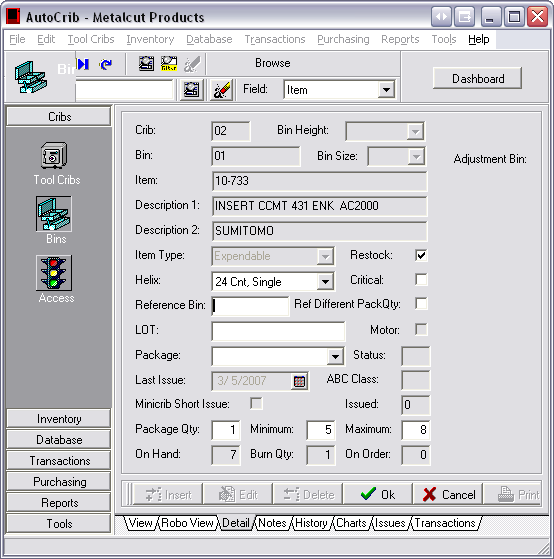 AutoCrib - Metalcut Products
File Edit Tool Cribs Inventory Database Transactions Purchasing Reports Tools Help
Browse
Field: Item
Dashboard
Cribs
Tool Cribs
Bins
Access
Inventory
Database
Transactions
Purchasing
Reports
Tools
Crib: 02 Bin Height:
Bin: 01 Bin Size: Adjustment Bin:
Item: 10-733
Description 1: INSERT CCMT 431 ENK AC2000
Description 2: SUMITOMO
Item Type: Expendable Restock:
Helix: 24 Cnt, Single Critical:
Reference Bin: Ref Different PackQty:
LOT: Motor:
Package: Status:
Last Issue: 3/ 5/2007 ABC Class:
Minicrib Short Issue: Issued: 0
Package Qty: 1 Minimum: 5 Maximum: 8
On Hand: 7 Burn Qty: 1 On Order: 0
Insert Edit Delete Ok Cancel Print
View Robo View Detail Notes History Charts Issues Transactions